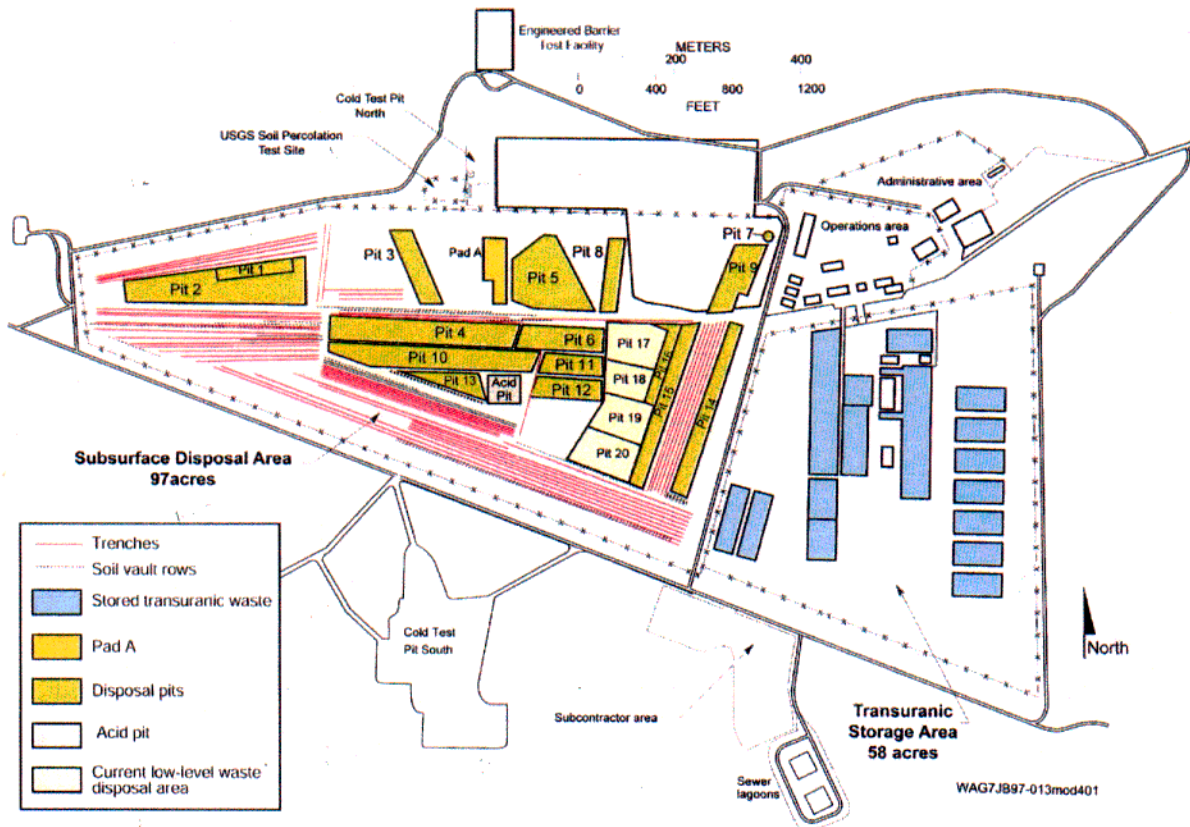 Engineered Barrier
Test Facility
METERS
200
400
0
400
800
1200
FEET
Cold Test Pit
North
USGS Soil Percolation
Test Site
Administrative area
Operations area
Pit 7
Pit 3
Pad A
Pit 8
Pit 5
Pit 9
Pit 1
Pit 2
Pit 4
Pit 6
Pit 17
Pit 16
Pit 10
Pit 11
Pit 13
Acid
Pit
Pit 12
Pit 18
Pit 15
Pit 14
Pit 19
Pit 20
Subsurface Disposal Area
97acres
Trenches
Soil vault rows
Stored transuranic waste
Pad A
Disposal pits
Acid pit
Current low-level waste
disposal area
Cold Test
Pit South
Subcontractor area
North
Transuranic
Storage Area
58 acres
Sewer
lagoons
WAG7JB97-013mod401